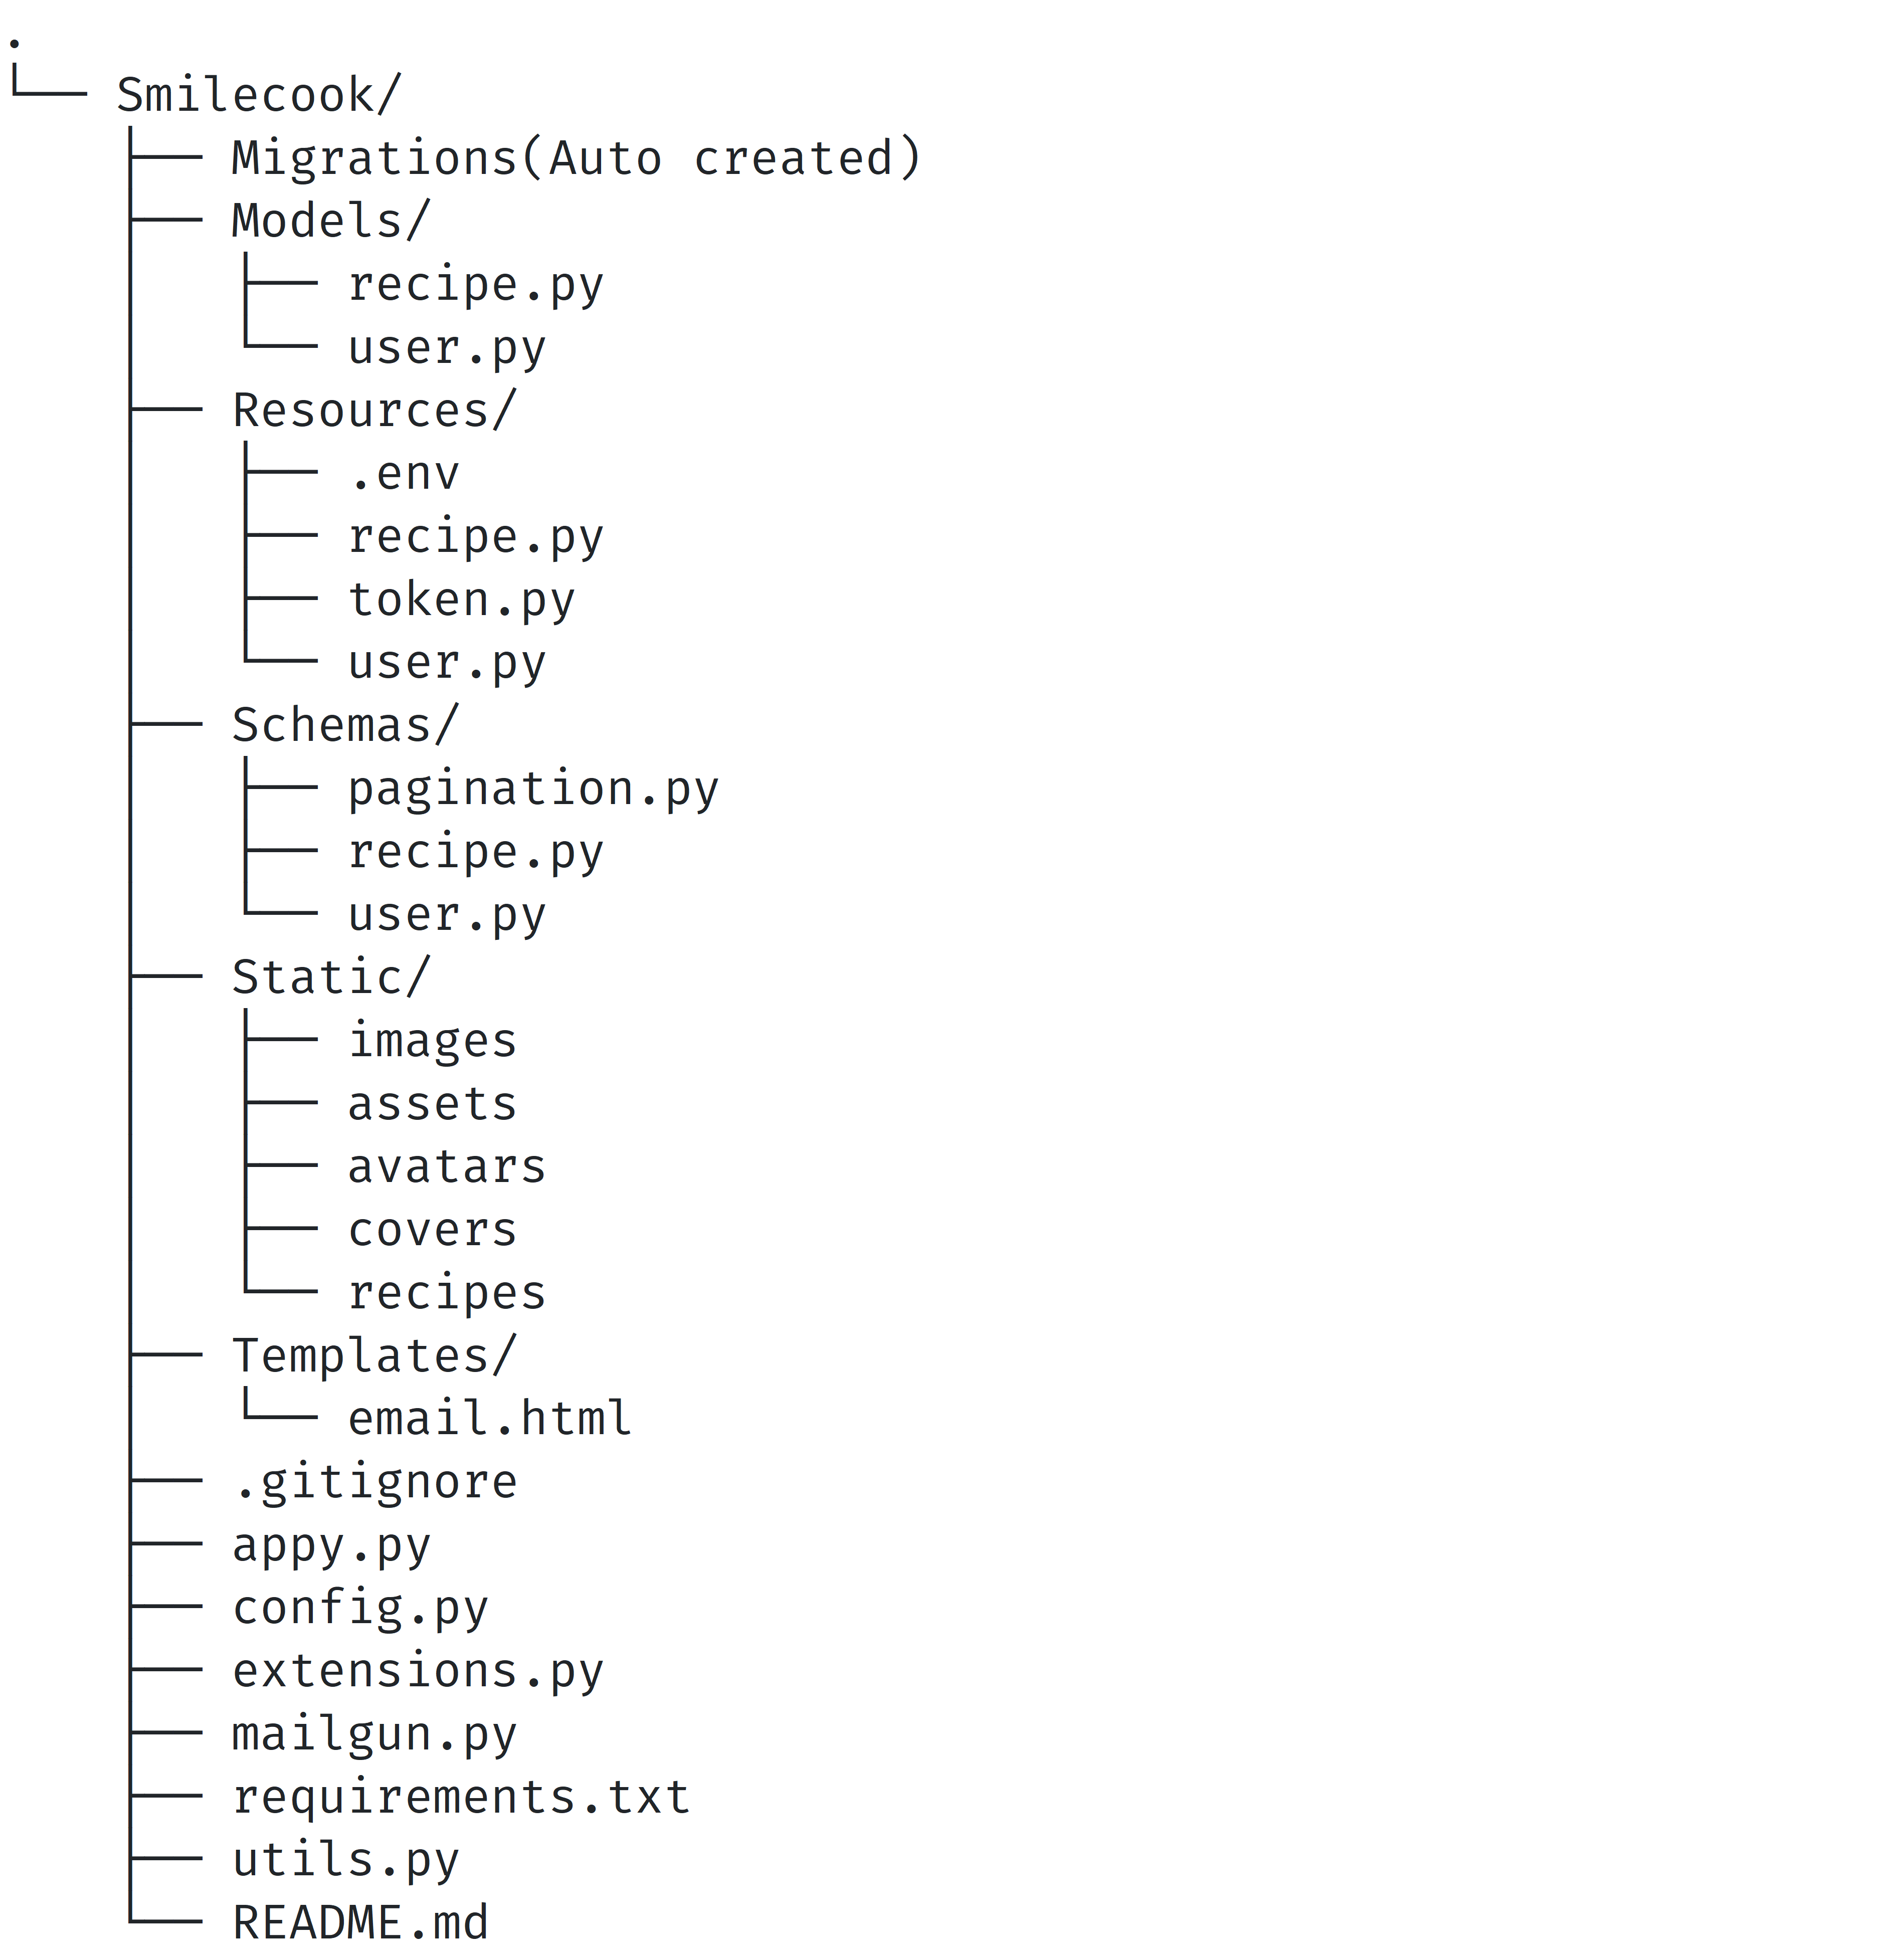 .
└── Smilecook/
    ├── Migrations(Auto created)
    ├── Models/
    │   ├── recipe.py
    │   └── user.py
    ├── Resources/
    │   ├── .env
    │   ├── recipe.py
    │   ├── token.py
    │   └── user.py
    ├── Schemas/
    │   ├── pagination.py
    │   ├── recipe.py
    │   └── user.py
    ├── Static/
    │   ├── images
    │   ├── assets
    │   ├── avatars
    │   ├── covers
    │   └── recipes
    ├── Templates/
    │   └── email.html
    ├── .gitignore
    ├── appy.py
    ├── config.py
    ├── extensions.py
    ├── mailgun.py
    ├── requirements.txt
    ├── utils.py
    └── README.md